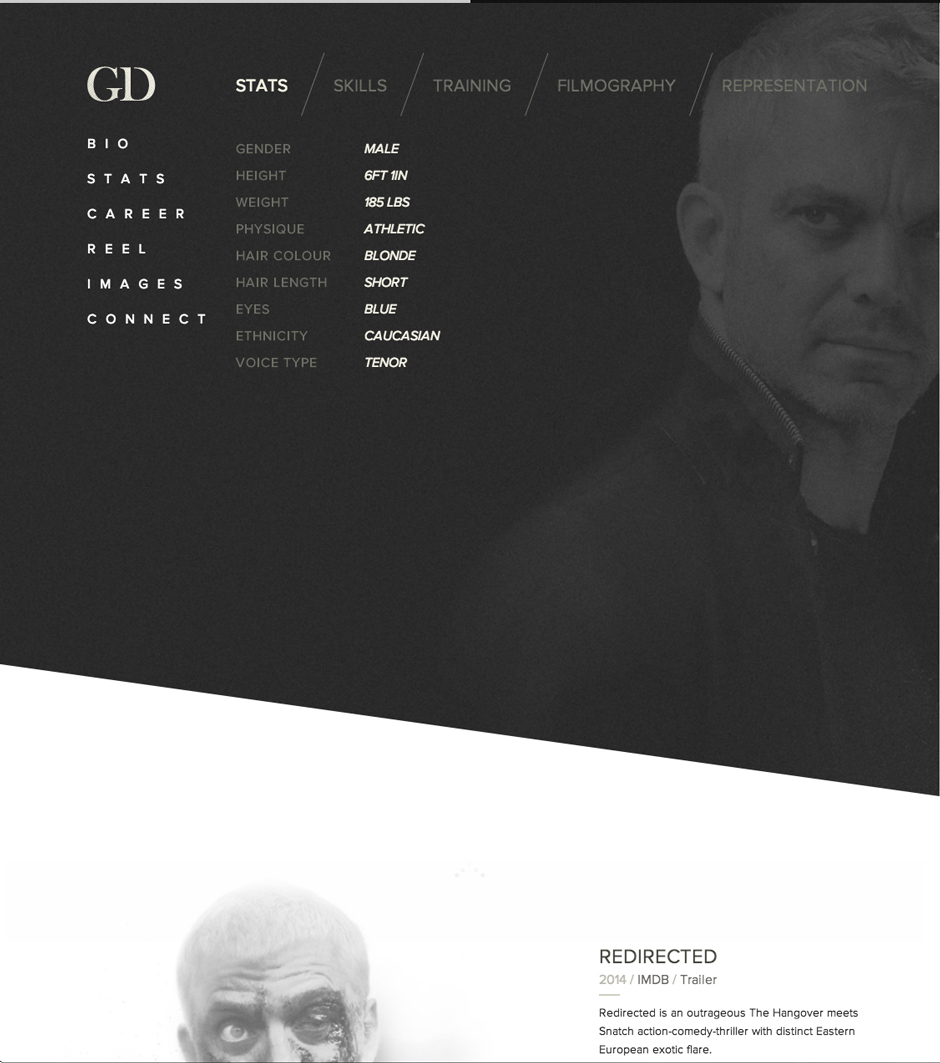 GD
STATS / SKILLS / TRAINING / FILMOGRAPHY / REPRESENTATION
BIO
STATS
CAREER
REEL
IMAGES
CONNECT
GENDER MALE
HEIGHT 6FT 1IN
WEIGHT 185 LBS
PHYSIQUE ATHLETIC
HAIR COLOUR BLONDE
HAIR LENGTH SHORT
EYES BLUE
ETHNICITY CAUCASIAN
VOICE TYPE TENOR
REDIRECTED
2014 / IMDB / Trailer
Redirected is an outrageous The Hangover meets
Snatch action-comedy-thriller with distinct Eastern
European exotic flare.